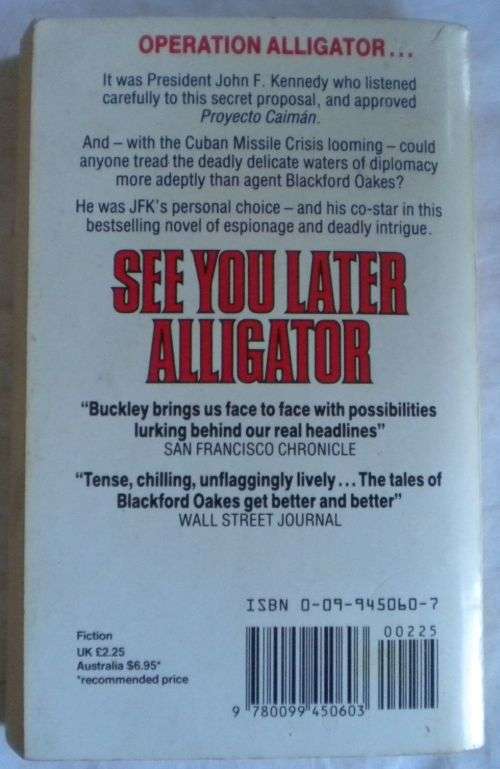 OPERATION ALLIGATOR...
It was President John F. Kennedy who listened
carefully to this secret proposal, and approved
Proyecto Caimán.
And – with the Cuban Missile Crisis looming – could
anyone tread the deadly delicate waters of diplomacy
more adeptly than agent Blackford Oakes?
He was JFK's personal choice – and his co-star in this
bestselling novel of espionage and deadly intrigue.
SEE YOU LATER
ALLIGATOR
“Buckley brings us face to face with possibilities
lurking behind our real headlines”
SAN FRANCISCO CHRONICLE
“Tense, chilling, unflaggingly lively... The tales of
Blackford Oakes get better and better”
WALL STREET JOURNAL
ISBN 0-09-945060-7
00225
Fiction
UK £2.25
Australia $6.95*
*recommended price
9 780099 450603